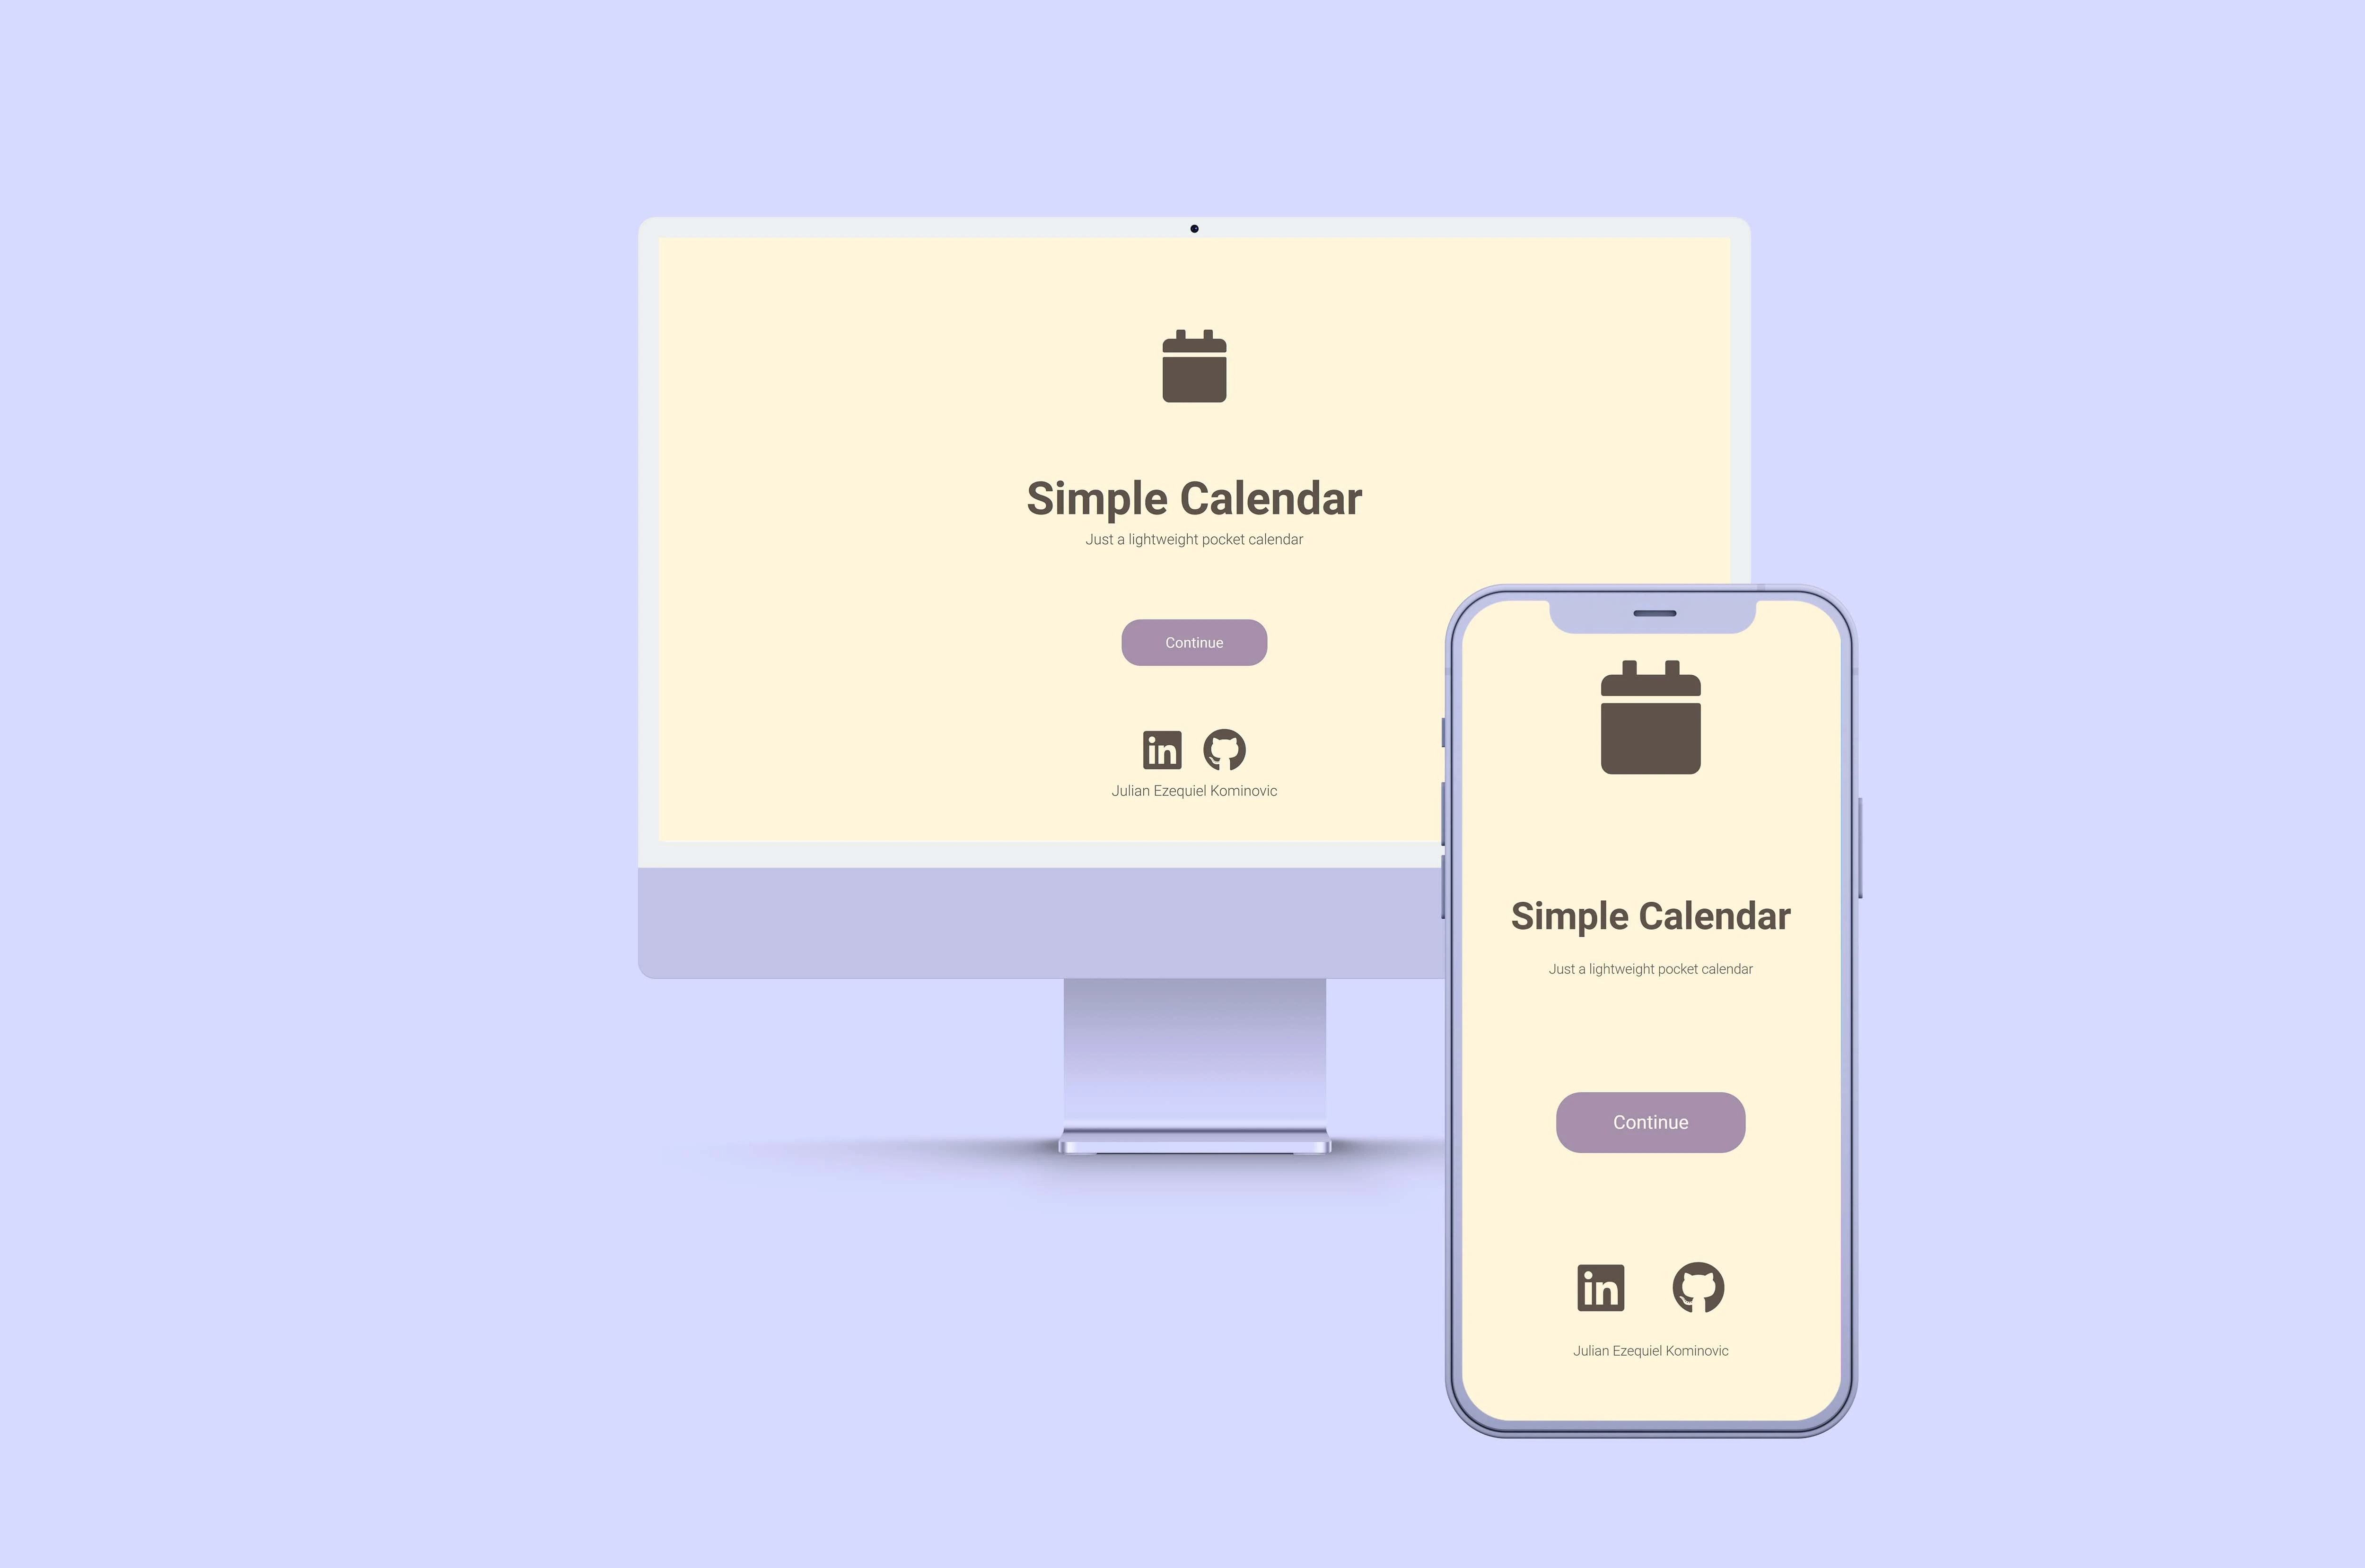 Simple Calendar
Just a lightweight pocket calendar
Continue
in
Julian Ezequiel Kominovic
Simple Calendar
Just a lightweight pocket calendar
Continue
in
Julian Ezequiel Kominovic